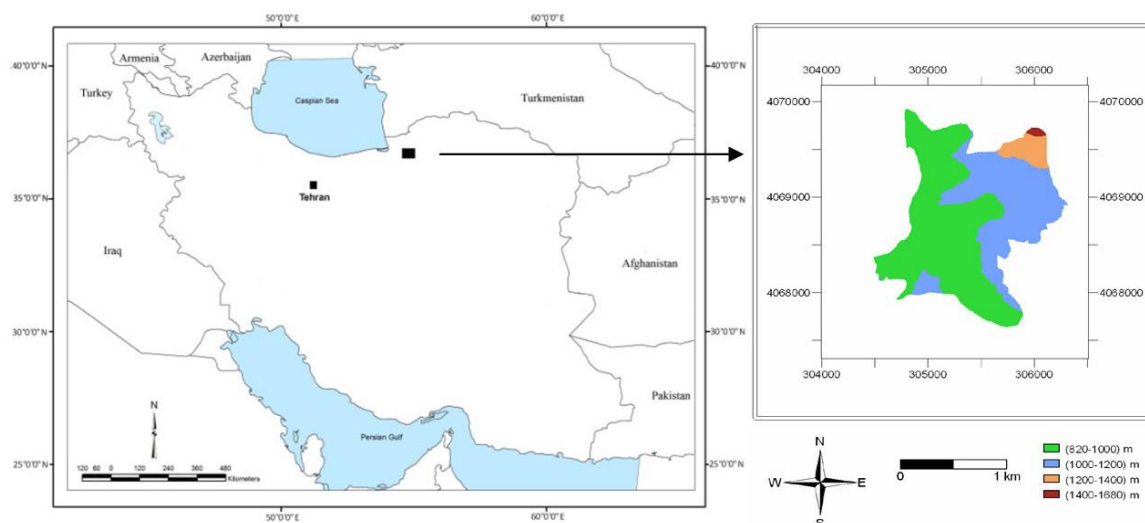 50°0'0"E
60°0'0"E
40°0'0"N
40°0'0"N
35°0'0"N
35°0'0"N
30°0'0"N
30°0'0"N
25°0'0"N
25°0'0"N
50°0'0"E
60°0'0"E
Armenia
Azerbaijan
Turkey
Caspian Sea
Turkmenistan
Tehran
Iraq
Afghanistan
Pakistan
Persian Gulf
N
120 60 0 120 240 360 480
Kilometers
304000 305000 306000
4070000
4070000
4069000
4069000
4068000
4068000
304000 305000 306000
N
W E
S
0 1 km
(820-1000) m
(1000-1200) m
(1200-1400) m
(1400-1680) m